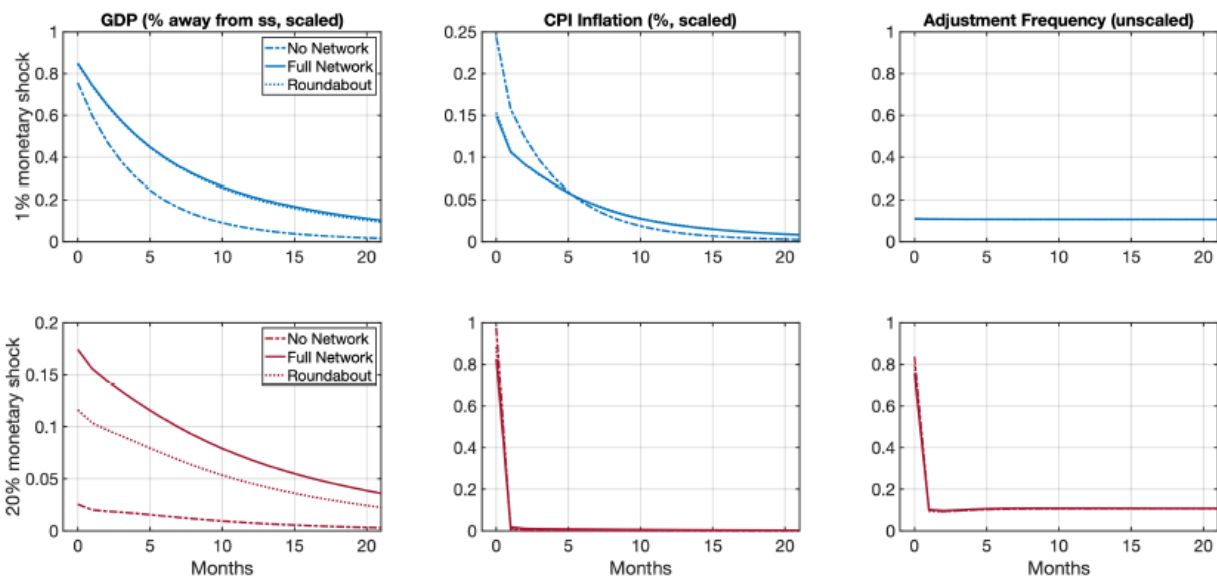 GDP (% away from ss, scaled)
CPI Inflation (%, scaled)
Adjustment Frequency (unscaled)
1% monetary shock
1
0.8
0.6
0.4
0.2
0
No Network
Full Network
Roundabout
0 5 10 15 20
0.25
0.2
0.15
0.1
0.05
0
0 5 10 15 20
1
0.8
0.6
0.4
0.2
0
0 5 10 15 20
20% monetary shock
0.2
0.15
0.1
0.05
0
No Network
Full Network
Roundabout
0 5 10 15 20
Months
1
0.8
0.6
0.4
0.2
0
0 5 10 15 20
Months
1
0.8
0.6
0.4
0.2
0
0 5 10 15 20
Months